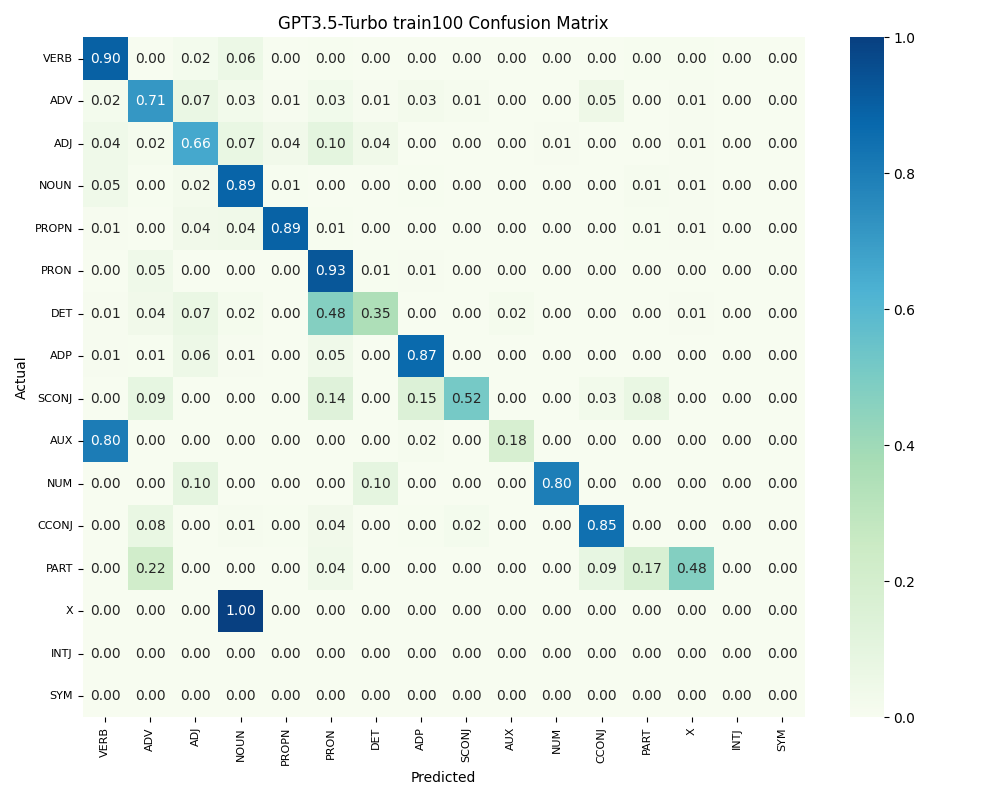 GPT3.5-Turbo train100 Confusion Matrix
VERB 0.90 0.00 0.02 0.06 0.00 0.00 0.00 0.00 0.00 0.00 0.00 0.00 0.00 0.00 0.00 0.00
ADV 0.02 0.71 0.07 0.03 0.01 0.03 0.01 0.03 0.01 0.00 0.00 0.05 0.00 0.01 0.00 0.00
ADJ 0.04 0.02 0.66 0.07 0.04 0.10 0.04 0.00 0.00 0.00 0.01 0.00 0.00 0.01 0.00 0.00
NOUN 0.05 0.00 0.02 0.89 0.01 0.00 0.00 0.00 0.00 0.00 0.00 0.00 0.01 0.01 0.00 0.00
PROPN 0.01 0.00 0.04 0.04 0.89 0.01 0.00 0.00 0.00 0.00 0.00 0.00 0.01 0.01 0.00 0.00
PRON 0.00 0.05 0.00 0.00 0.00 0.93 0.01 0.01 0.00 0.00 0.00 0.00 0.00 0.00 0.00 0.00
DET 0.01 0.04 0.07 0.02 0.00 0.48 0.35 0.00 0.00 0.02 0.00 0.00 0.00 0.01 0.00 0.00
ADP 0.01 0.01 0.06 0.01 0.00 0.05 0.00 0.87 0.00 0.00 0.00 0.00 0.00 0.00 0.00 0.00
SCONJ 0.00 0.09 0.00 0.00 0.00 0.14 0.00 0.15 0.52 0.00 0.00 0.03 0.08 0.00 0.00 0.00
AUX 0.80 0.00 0.00 0.00 0.00 0.00 0.00 0.02 0.00 0.18 0.00 0.00 0.00 0.00 0.00 0.00
NUM 0.00 0.00 0.10 0.00 0.00 0.00 0.10 0.00 0.00 0.00 0.80 0.00 0.00 0.00 0.00 0.00
CCONJ 0.00 0.08 0.00 0.01 0.00 0.04 0.00 0.00 0.02 0.00 0.00 0.85 0.00 0.00 0.00 0.00
PART 0.00 0.22 0.00 0.00 0.00 0.04 0.00 0.00 0.00 0.00 0.00 0.09 0.17 0.48 0.00 0.00
X 0.00 0.00 0.00 1.00 0.00 0.00 0.00 0.00 0.00 0.00 0.00 0.00 0.00 0.00 0.00 0.00
INTJ 0.00 0.00 0.00 0.00 0.00 0.00 0.00 0.00 0.00 0.00 0.00 0.00 0.00 0.00 0.00 0.00
SYM 0.00 0.00 0.00 0.00 0.00 0.00 0.00 0.00 0.00 0.00 0.00 0.00 0.00 0.00 0.00 0.00
VERB ADV ADJ NOUN PROPN PRON DET ADP SCONJ AUX NUM CCONJ PART X INTJ SYM
Predicted
Actual
1.0
0.8
0.6
0.4
0.2
0.0